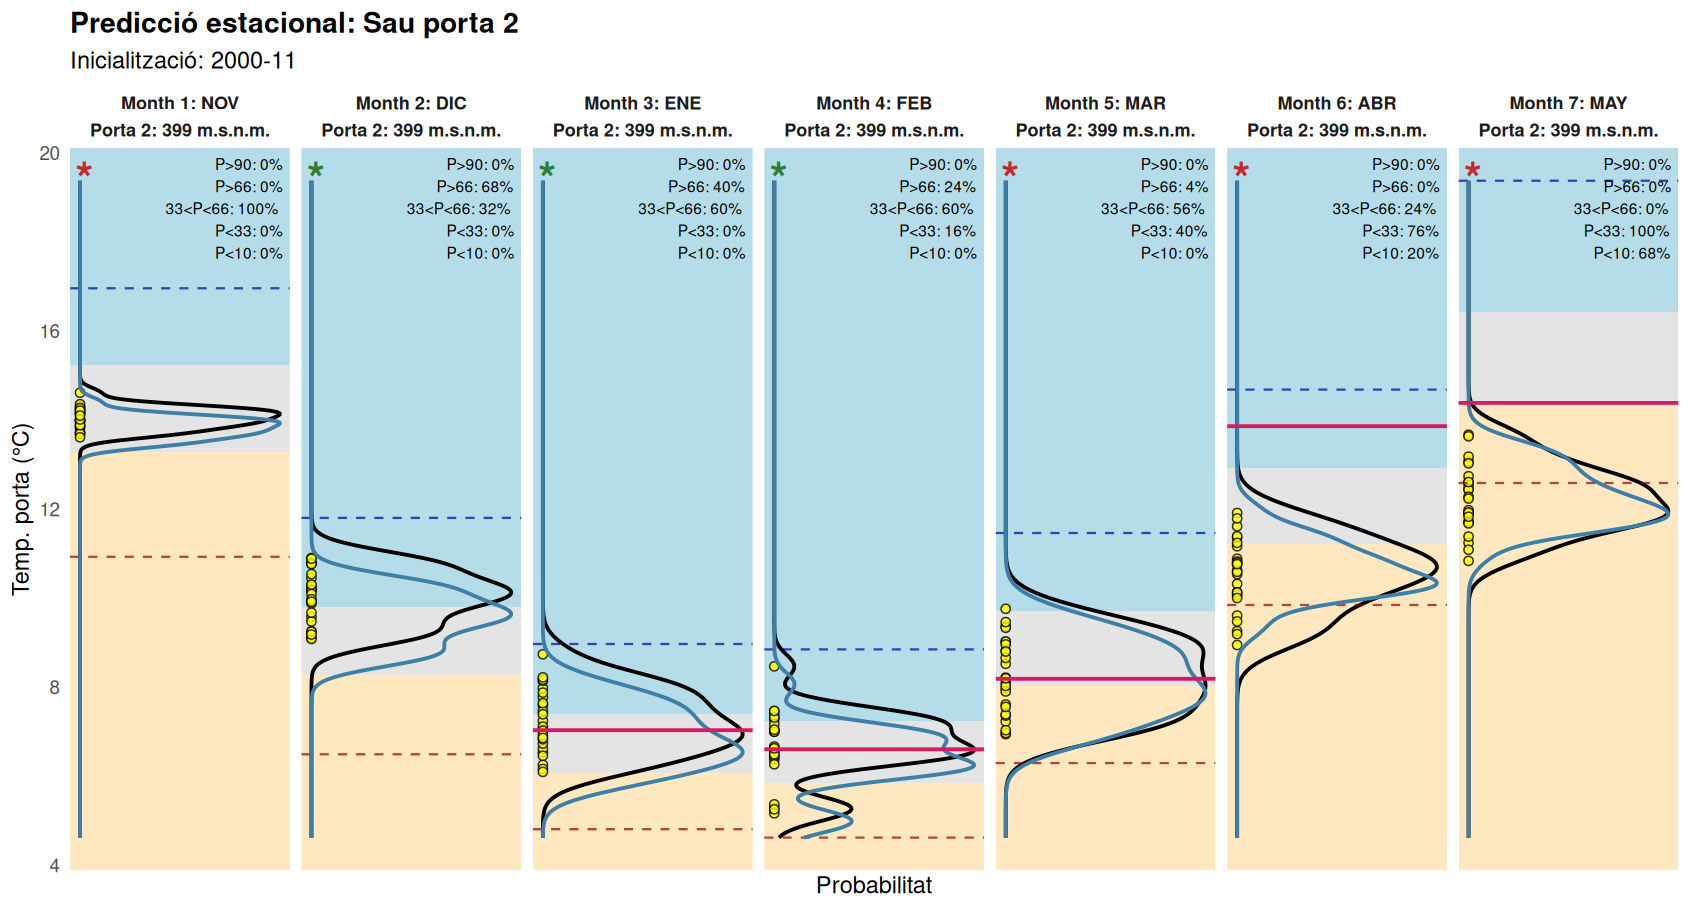 Predicció estacional: Sau porta 2
Inicialització: 2000-11
Month 1: NOV
Porta 2: 399 m.s.n.m.
Month 2: DIC
Porta 2: 399 m.s.n.m.
Month 3: ENE
Porta 2: 399 m.s.n.m.
Month 4: FEB
Porta 2: 399 m.s.n.m.
Month 5: MAR
Porta 2: 399 m.s.n.m.
Month 6: ABR
Porta 2: 399 m.s.n.m.
Month 7: MAY
Porta 2: 399 m.s.n.m.
*
P>90: 0%
P>66: 0%
33<P<66: 100%
P<33: 0%
P<10: 0%
*
P>90: 0%
P>66: 68%
33<P<66: 32%
P<33: 0%
P<10: 0%
*
P>90: 0%
P>66: 40%
33<P<66: 60%
P<33: 0%
P<10: 0%
*
P>90: 0%
P>66: 24%
33<P<66: 60%
P<33: 16%
P<10: 0%
*
P>90: 0%
P>66: 4%
33<P<66: 56%
P<33: 40%
P<10: 0%
*
P>90: 0%
P>66: 0%
33<P<66: 24%
P<33: 76%
P<10: 20%
*
P>90: 0%
P>66: 0%
33<P<66: 0%
P<33: 100%
P<10: 68%
20
16
12
8
4
Temp. porta (°C)
Probabilitat